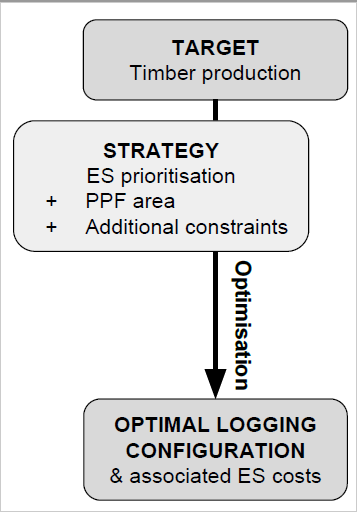 TARGET
Timber production
STRATEGY
ES prioritisation
+ PPF area
+ Additional constraints
Optimisation
OPTIMAL LOGGING
CONFIGURATION
& associated ES costs